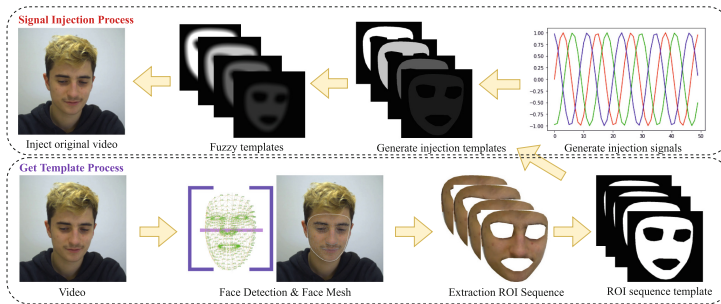 Signal Injection Process
1.00
0.75
0.50
0.25
0.00
-0.25
-0.50
-0.75
-1.00
0
10
20
30
40
50
Inject original video
Fuzzy templates
Generate injection templates
Generate injection signals
Get Template Process
Video
Face Detection & Face Mesh
Extraction ROI Sequence
ROI sequence template